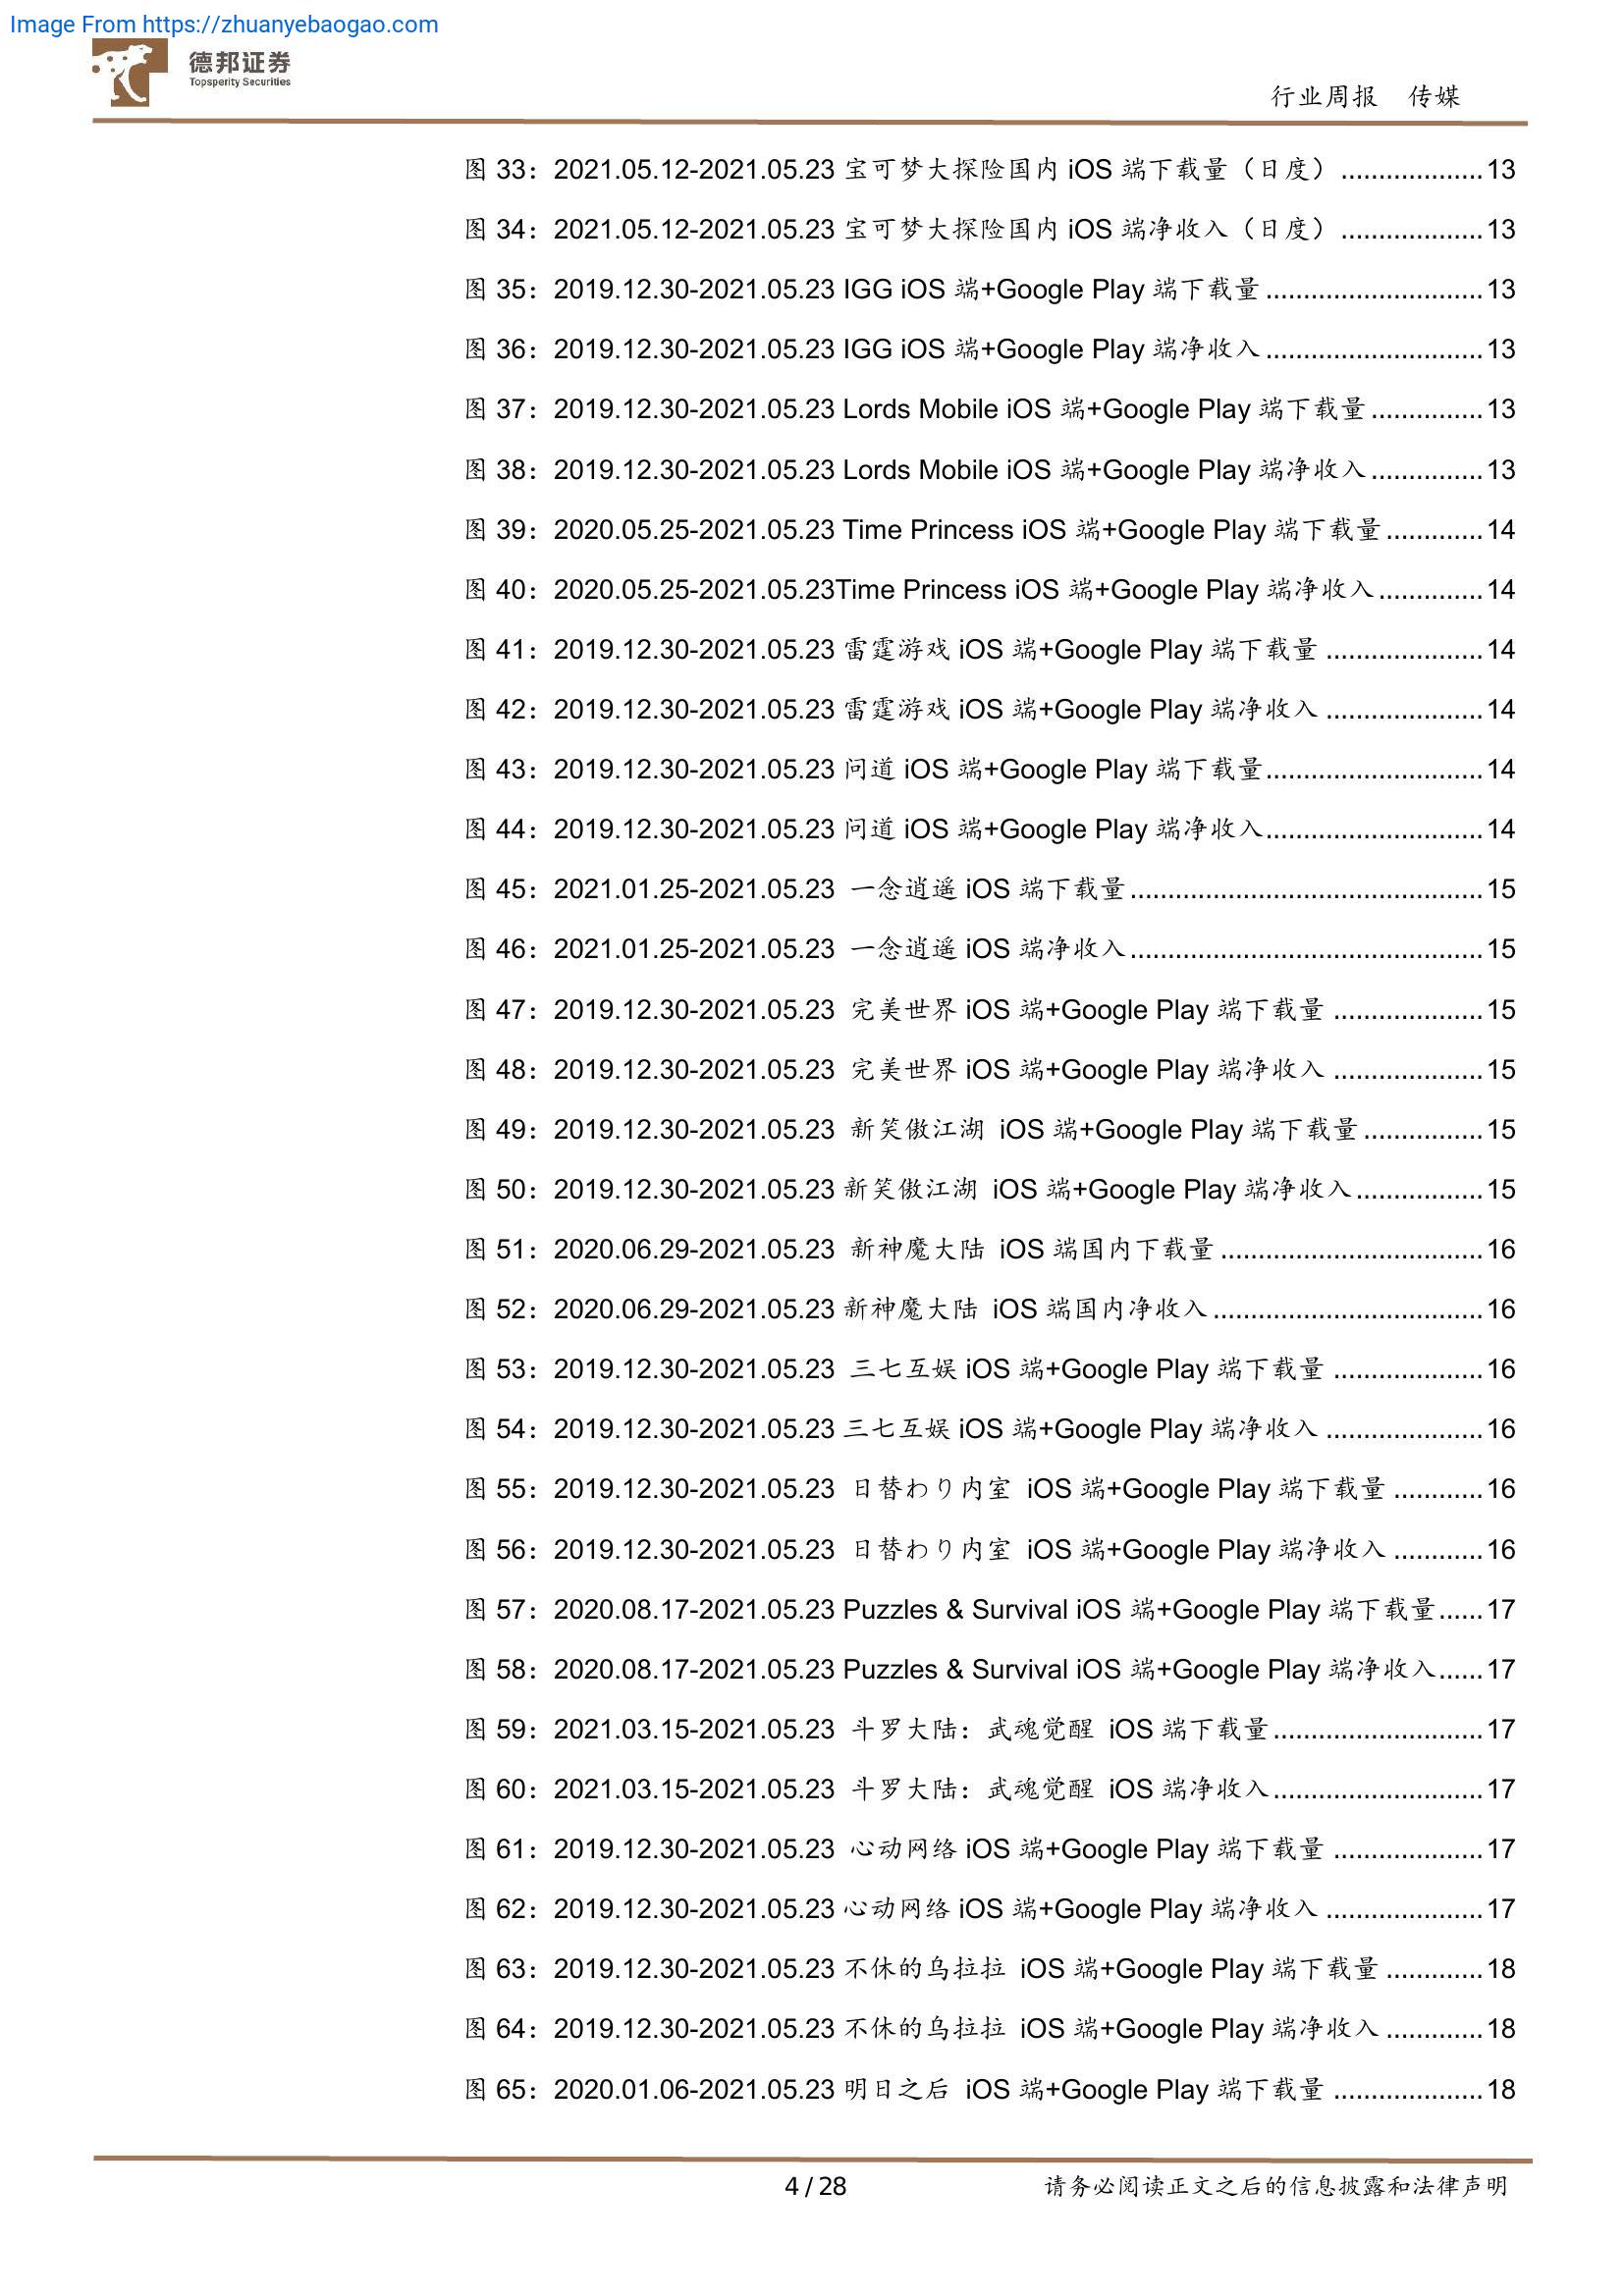 Image From https://zhuanyebaogao.com
德邦证券
Topsperity Securities
行业周报 传媒
图 33：2021.05.12-2021.05.23 宝可梦大探险国内 iOS 端下载量（日度）...................13
图 34：2021.05.12-2021.05.23 宝可梦大探险国内 iOS 端净收入（日度）...................13
图 35：2019.12.30-2021.05.23 IGG iOS 端+Google Play 端下载量.............................13
图 36：2019.12.30-2021.05.23 IGG iOS 端+Google Play 端净收入.............................13
图 37：2019.12.30-2021.05.23 Lords Mobile iOS 端+Google Play 端下载量...............13
图 38：2019.12.30-2021.05.23 Lords Mobile iOS 端+Google Play 端净收入...............13
图 39：2020.05.25-2021.05.23 Time Princess iOS 端+Google Play 端下载量.............14
图 40：2020.05.25-2021.05.23Time Princess iOS 端+Google Play 端净收入..............14
图 41：2019.12.30-2021.05.23 雷霆游戏 iOS 端+Google Play 端下载量.....................14
图 42：2019.12.30-2021.05.23 雷霆游戏 iOS 端+Google Play 端净收入.....................14
图 43：2019.12.30-2021.05.23 问道 iOS 端+Google Play 端下载量.............................14
图 44：2019.12.30-2021.05.23 问道 iOS 端+Google Play 端净收入.............................14
图 45：2021.01.25-2021.05.23 一念逍遥 iOS 端下载量...............................................15
图 46：2021.01.25-2021.05.23 一念逍遥 iOS 端净收入...............................................15
图 47：2019.12.30-2021.05.23 完美世界 iOS 端+Google Play 端下载量....................15
图 48：2019.12.30-2021.05.23 完美世界 iOS 端+Google Play 端净收入....................15
图 49：2019.12.30-2021.05.23 新笑傲江湖 iOS 端+Google Play 端下载量................15
图 50：2019.12.30-2021.05.23 新笑傲江湖 iOS 端+Google Play 端净收入.................15
图 51：2020.06.29-2021.05.23 新神魔大陆 iOS 端国内下载量...................................16
图 52：2020.06.29-2021.05.23 新神魔大陆 iOS 端国内净收入....................................16
图 53：2019.12.30-2021.05.23 三七互娱 iOS 端+Google Play 端下载量....................16
图 54：2019.12.30-2021.05.23 三七互娱 iOS 端+Google Play 端净收入.....................16
图 55：2019.12.30-2021.05.23 日替わり内室 iOS 端+Google Play 端下载量............16
图 56：2019.12.30-2021.05.23 日替わり内室 iOS 端+Google Play 端净收入............16
图 57：2020.08.17-2021.05.23 Puzzles & Survival iOS 端+Google Play 端下载量......17
图 58：2020.08.17-2021.05.23 Puzzles & Survival iOS 端+Google Play 端净收入......17
图 59：2021.03.15-2021.05.23 斗罗大陆：武魂觉醒 iOS 端下载量............................17
图 60：2021.03.15-2021.05.23 斗罗大陆：武魂觉醒 iOS 端净收入............................17
图 61：2019.12.30-2021.05.23 心动网络 iOS 端+Google Play 端下载量....................17
图 62：2019.12.30-2021.05.23 心动网络 iOS 端+Google Play 端净收入.....................17
图 63：2019.12.30-2021.05.23 不休的乌拉拉 iOS 端+Google Play 端下载量.............18
图 64：2019.12.30-2021.05.23 不休的乌拉拉 iOS 端+Google Play 端净收入.............18
图 65：2020.01.06-2021.05.23 明日之后 iOS 端+Google Play 端下载量....................18
4 / 28
请务必阅读正文之后的信息披露和法律声明